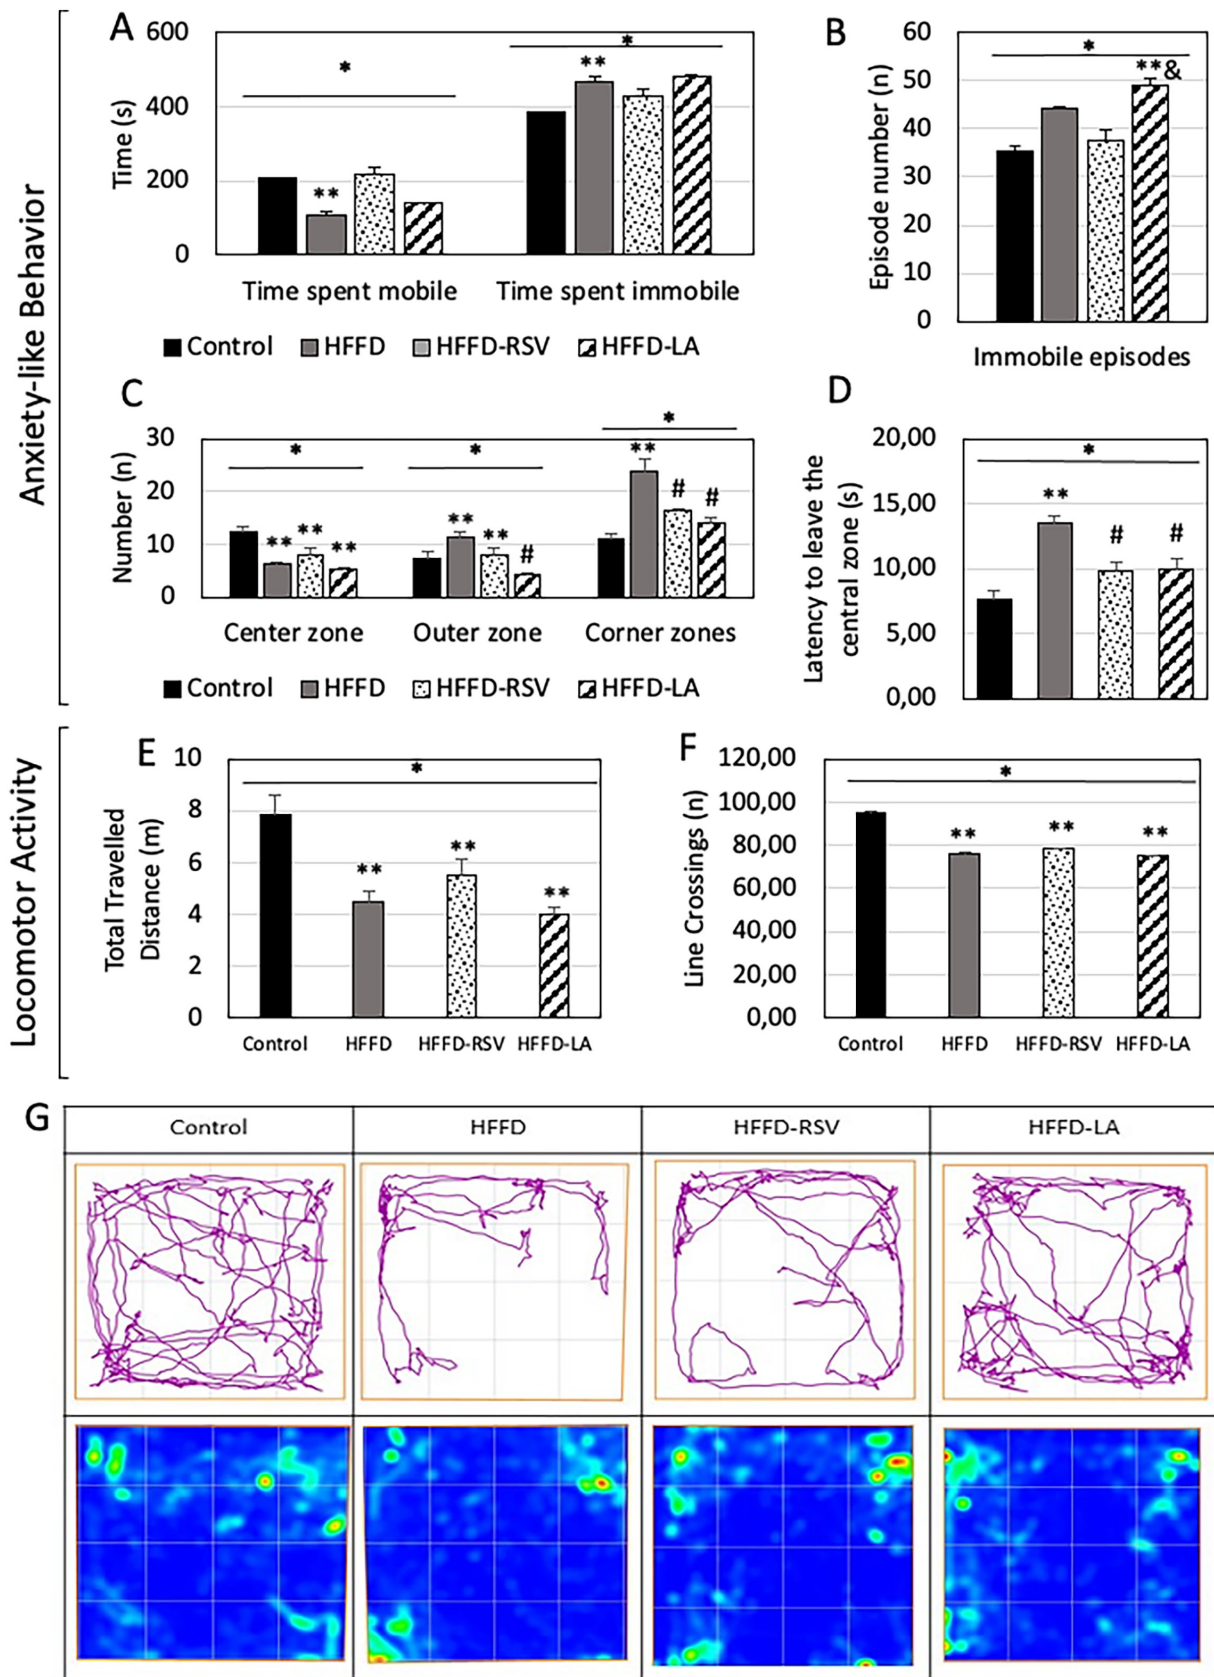 Anxiety-like Behavior
A
Time (s)
600
400
200
0
*
**
*
**
Time spent mobile
Time spent immobile
Control HFFD HFFD-RSV HFFD-LA
B
Episode number (n)
60
50
40
30
20
10
0
*
**&
Immobile episodes
C
Number (n)
30
20
10
0
*
** ** **
*
** ** #
*
** # #
Center zone
Outer zone
Corner zones
Control HFFD HFFD-RSV HFFD-LA
D
Latency to leave the
central zone (s)
20,00
15,00
10,00
5,00
0,00
*
** # #
Locomotor Activity
E
Total Travelled
Distance (m)
10
8
6
4
2
0
*
** ** **
Control HFFD HFFD-RSV HFFD-LA
F
Line Crossings (n)
120,00
100,00
80,00
60,00
40,00
20,00
0,00
*
** ** **
Control HFFD HFFD-RSV HFFD-LA
G
Control HFFD HFFD-RSV HFFD-LA